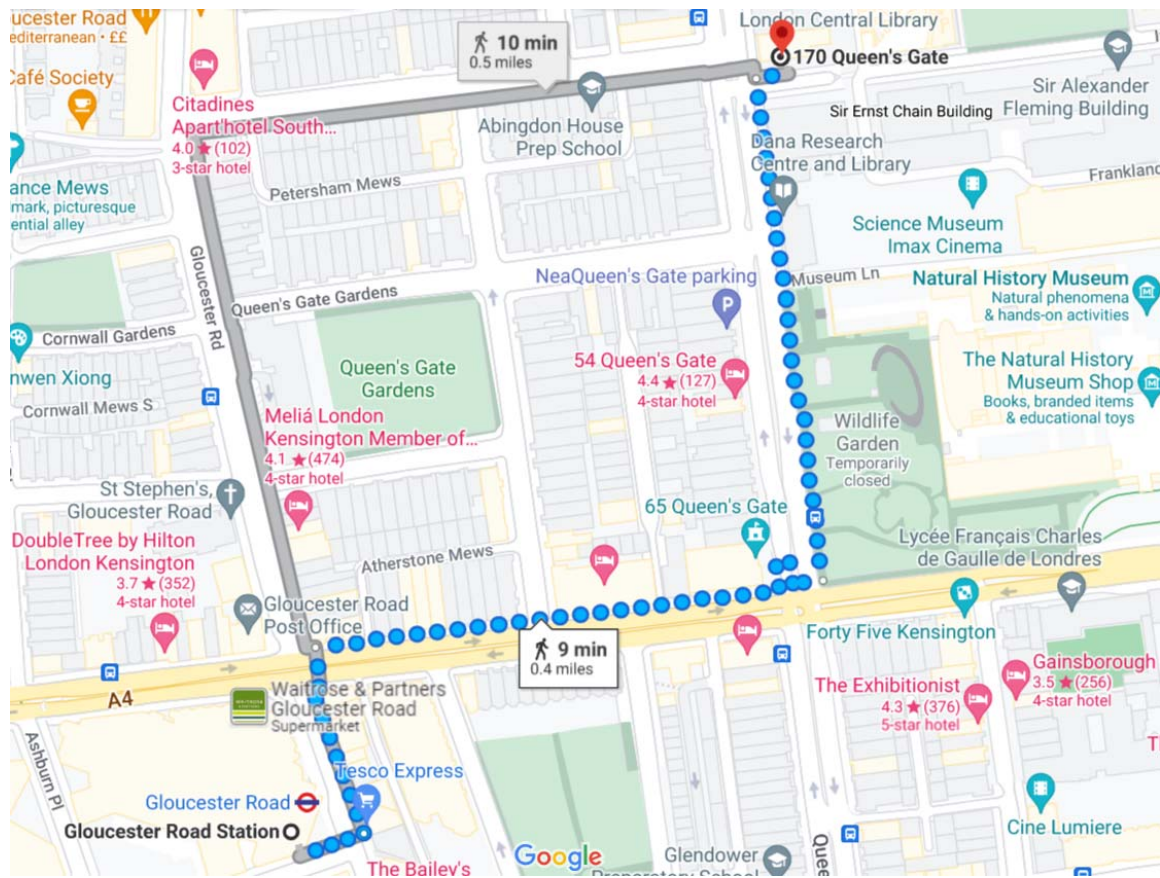 ucester Road
editerranean • ££
Café Society
Citadines
Apart'hotel South...
4.0 ★ (102)
3-star hotel
10 min
0.5 miles
London Central Library
170 Queen's Gate
Sir Alexander
Fleming Building
Sir Ernst Chain Building
Abingdon House
Prep School
Dana Research
Centre and Library
Frankland
ance Mews
mark, picturesque
ential alley
Petersham Mews
Science Museum
Imax Cinema
Gloucester Rd
NeaQueen's Gate parking
Museum Ln
Natural History Museum
Natural phenomena
& hands-on activities
Queen's Gate Gardens
Cornwall Gardens
nwen Xiong
Cornwall Mews S
Queen's Gate
Gardens
54 Queen's Gate
4.4 ★ (127)
4-star hotel
The Natural History
Museum Shop
Books, branded items
& educational toys
Meliá London
Kensington Member of...
4.1 ★ (474)
4-star hotel
Wildlife
Garden
Temporarily
closed
St Stephen's,
Gloucester Road
65 Queen's Gate
DoubleTree by Hilton
London Kensington
3.7 ★ (352)
4-star hotel
Atherstone Mews
Lycée Français Charles
de Gaulle de Londres
Gloucester Road
Post Office
9 min
0.4 miles
Forty Five Kensington
A4
Waitrose & Partners
Gloucester Road
Supermarket
WAITROSE
Gainsborough
3.5 ★ (256)
4-star hotel
The Exhibitionist
4.3 ★ (376)
5-star hotel
Ashburn Pl
Tesco Express
Gloucester Road
Gloucester Road Station
Cine Lumiere
The Bailey's
Google
Glendower
Preparatory School
Quee